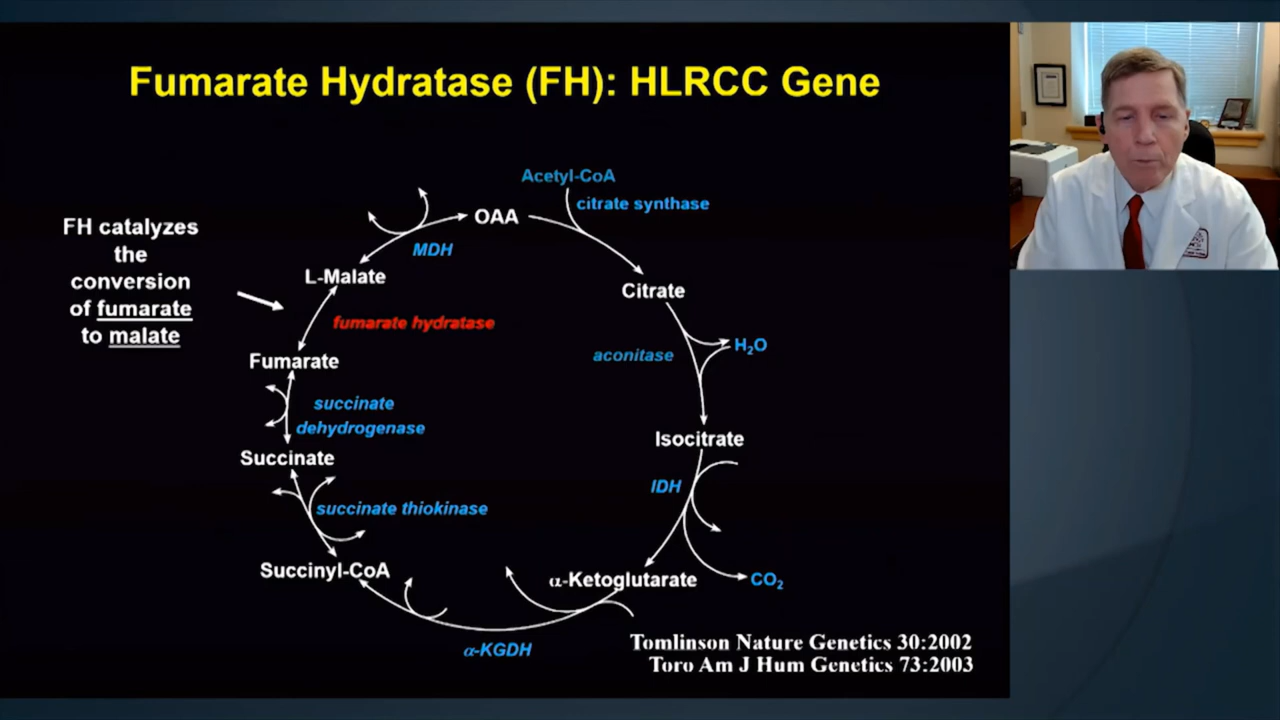 Fumarate Hydratase (FH): HLRCC Gene
Acetyl-CoA
citrate synthase
OAA
FH catalyzes
the
conversion
of fumarate
to malate
MDH
L-Malate
Citrate
fumarate hydratase
H₂O
aconitase
Fumarate
succinate
dehydrogenase
Isocitrate
Succinate
IDH
succinate thiokinase
Succinyl-CoA
α-Ketoglutarate
CO₂
α-KGDH
Tomlinson Nature Genetics 30:2002
Toro Am J Hum Genetics 73:2003